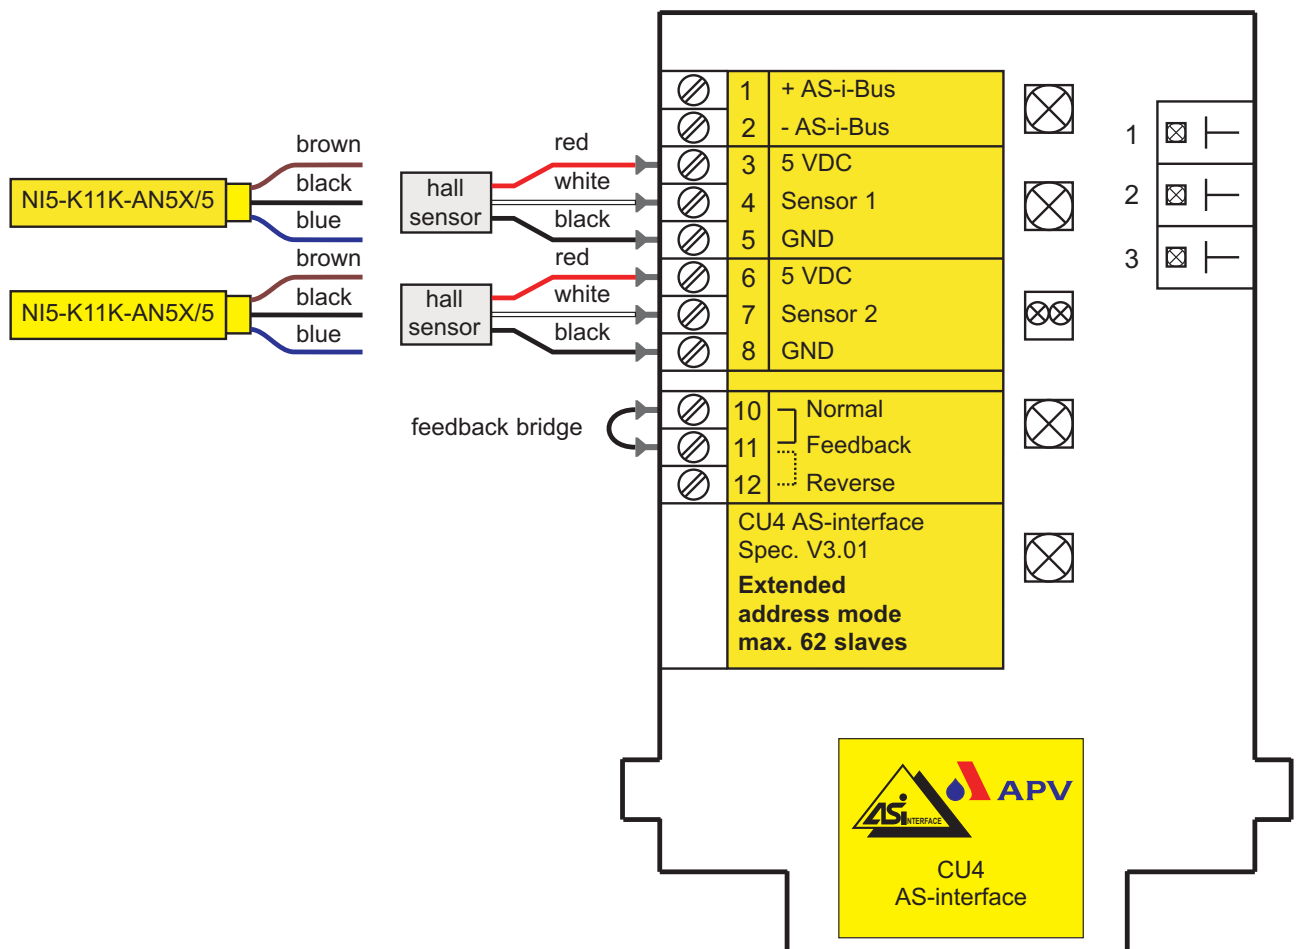 brown
black
blue
NI5-K11K-AN5X/5
brown
black
blue
NI5-K11K-AN5X/5
hall
sensor
red
white
black
hall
sensor
red
white
black
feedback bridge
1 + AS-i-Bus
2 - AS-i-Bus
3 5 VDC
4 Sensor 1
5 GND
6 5 VDC
7 Sensor 2
8 GND
10 Normal
11 Feedback
12 Reverse
CU4 AS-interface
Spec. V3.01
Extended
address mode
max. 62 slaves
1
2
3
ASi INTERFACE
APV
CU4
AS-interface